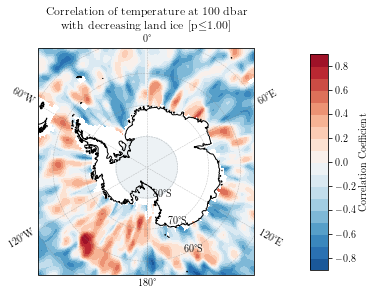 Correlation of temperature at 100 dbar
with decreasing land ice [p≤1.00]
0°
60°W
60°E
80°S
70°S
60°S
120°W
120°E
180°
0.8
0.6
0.4
0.2
0.0
−0.2
−0.4
−0.6
−0.8
Correlation Coefficient